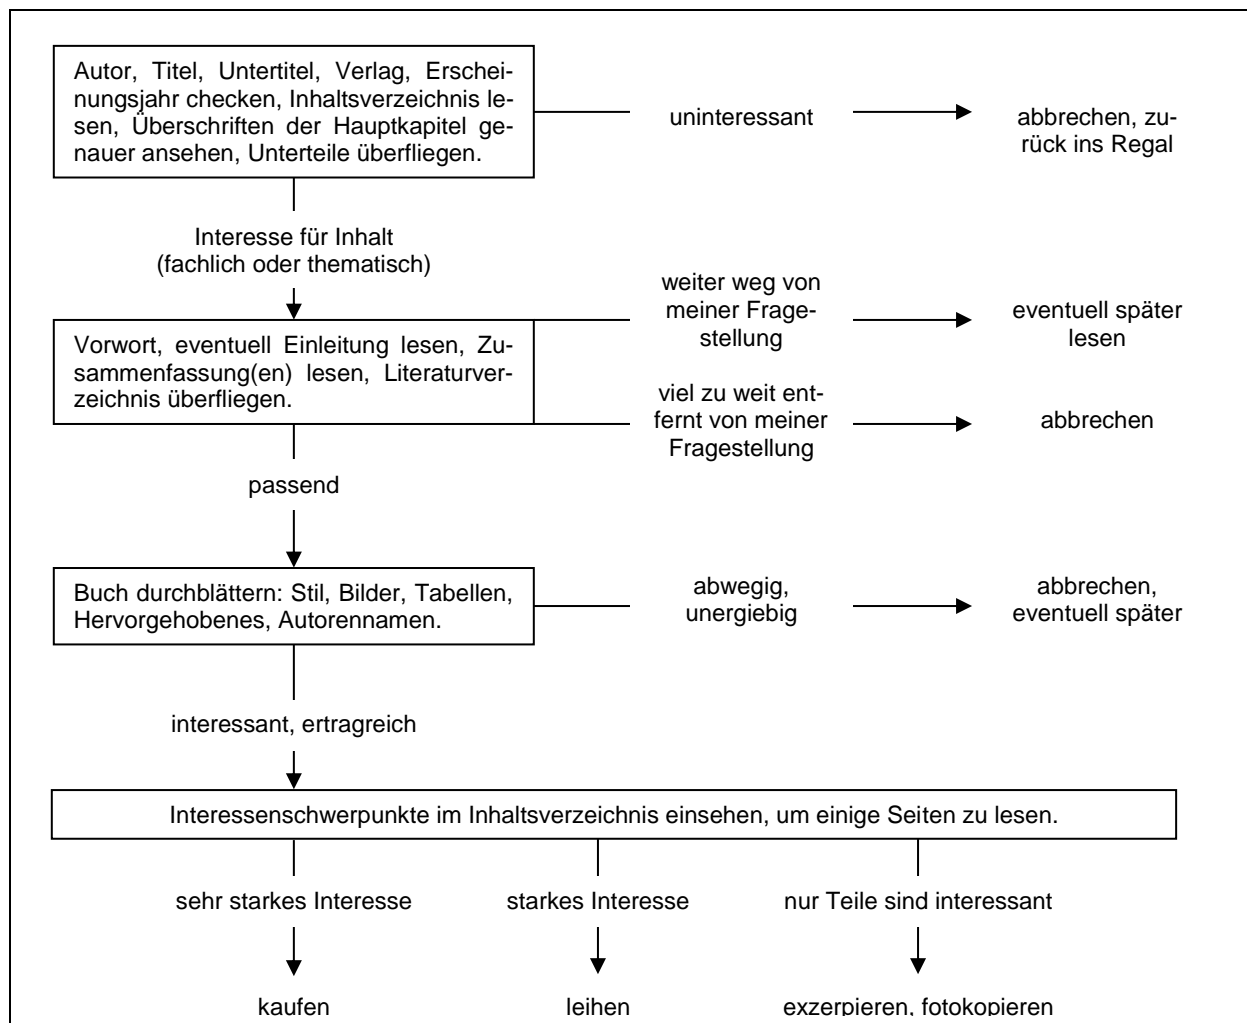 Autor, Titel, Untertitel, Verlag, Erschei-
nungsjahr checken, Inhaltsverzeichnis le-
sen, Überschriften der Hauptkapitel ge-
nauer ansehen, Unterteile überfliegen.
uninteressant
abbrechen, zu-
rück ins Regal
Interesse für Inhalt
(fachlich oder thematisch)
Vorwort, eventuell Einleitung lesen, Zu-
sammenfassung(en) lesen, Literaturver-
zeichnis überfliegen.
weiter weg von
meiner Frage-
stellung
eventuell später
lesen
viel zu weit ent-
fernt von meiner
Fragestellung
abbrechen
passend
Buch durchblättern: Stil, Bilder, Tabellen,
Hervorgehobenes, Autorennamen.
abwegig,
unergiebig
abbrechen,
eventuell später
interessant, ertragreich
Interessenschwerpunkte im Inhaltsverzeichnis einsehen, um einige Seiten zu lesen.
sehr starkes Interesse
starkes Interesse
nur Teile sind interessant
kaufen
leihen
exzerpieren, fotokopieren